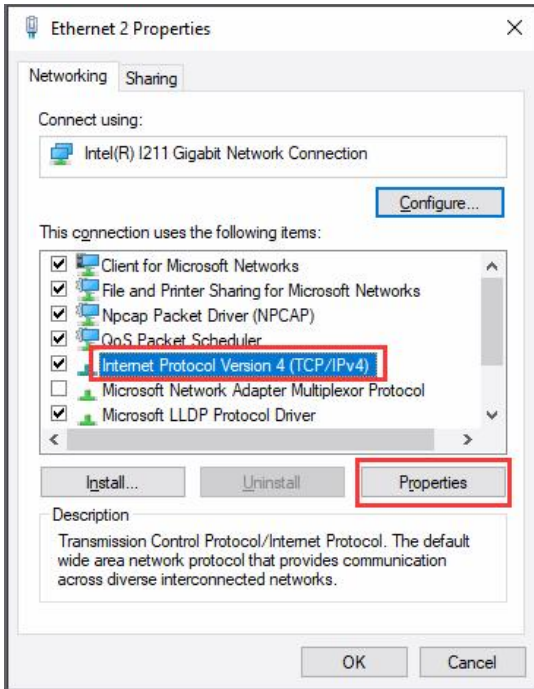 Ethernet 2 Properties
Networking
Sharing
Connect using:
Intel(R) I211 Gigabit Network Connection
Configure...
This connection uses the following items:
Client for Microsoft Networks
File and Printer Sharing for Microsoft Networks
Npcap Packet Driver (NPCAP)
QoS Packet Scheduler
Internet Protocol Version 4 (TCP/IPv4)
Microsoft Network Adapter Multiplexor Protocol
Microsoft LLDP Protocol Driver
Install...
Uninstall
Properties
Description
Transmission Control Protocol/Internet Protocol. The default
wide area network protocol that provides communication
across diverse interconnected networks.
OK
Cancel